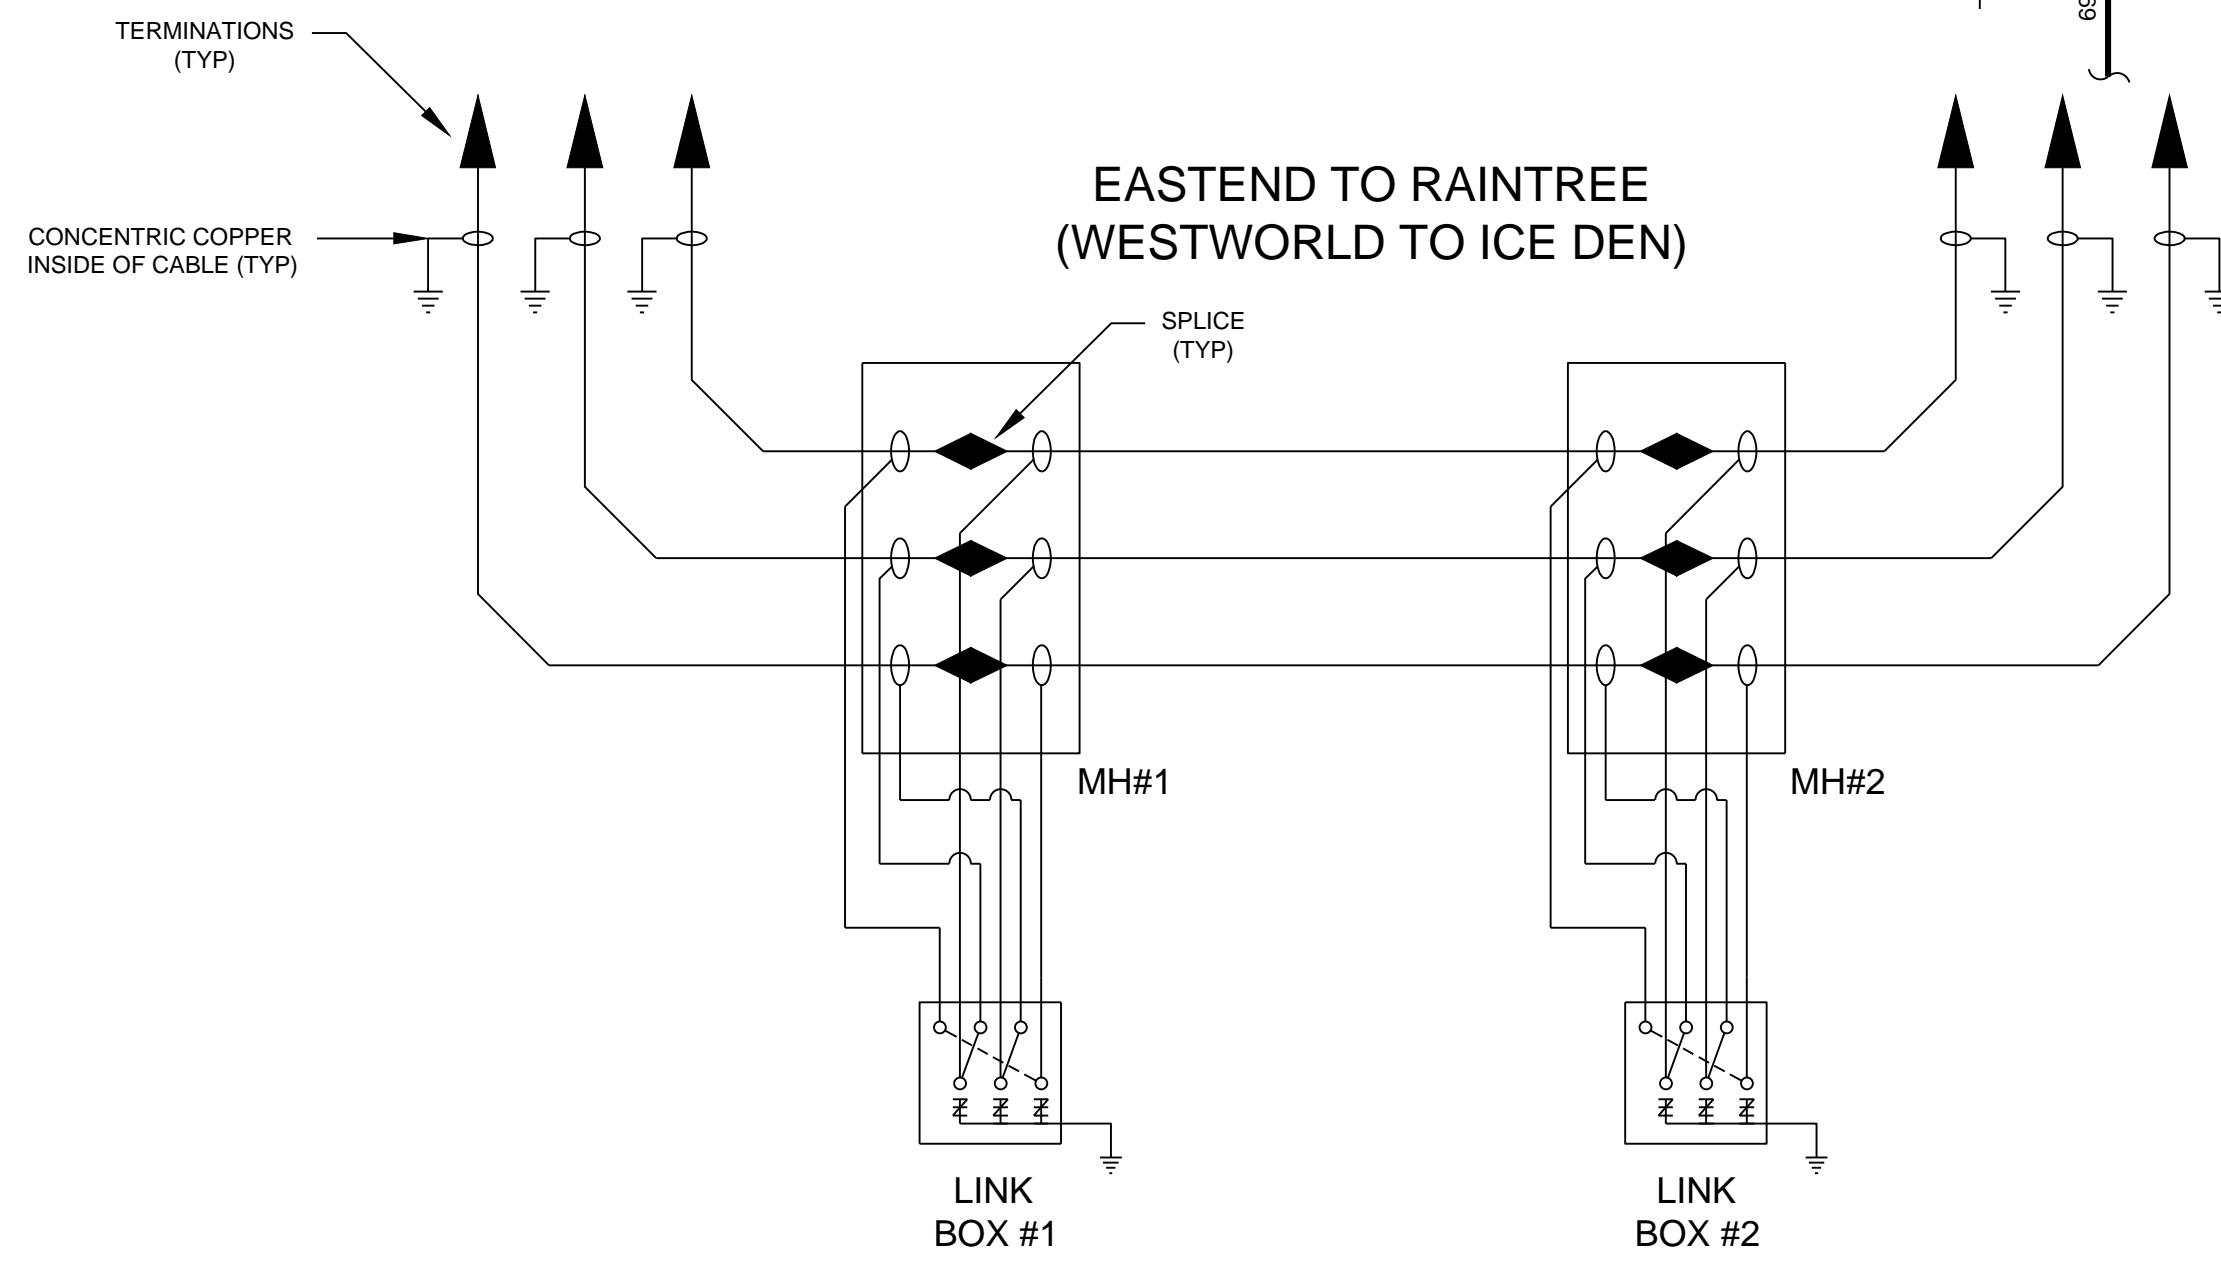 TERMINATIONS
(TYP)
69
EASTEND TO RAINTREE
(WESTWORLD TO ICE DEN)
CONCENTRIC COPPER
INSIDE OF CABLE (TYP)
SPLICE
(TYP)
MH#1
MH#2
LINK
BOX #1
LINK
BOX #2